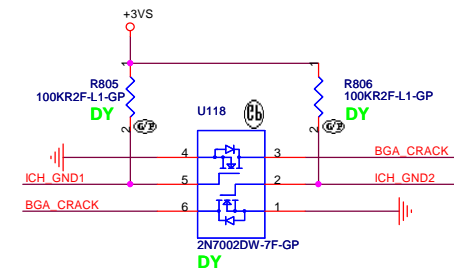 +3VS
1
1
R805
100KR2F-L1-GP
DY
R806
100KR2F-L1-GP
DY
U118
2
G/P
2
G/P
4
3
BGA_CRACK
ICH_GND1
5
2
ICH_GND2
BGA_CRACK
6
1
2N7002DW-7F-GP
DY